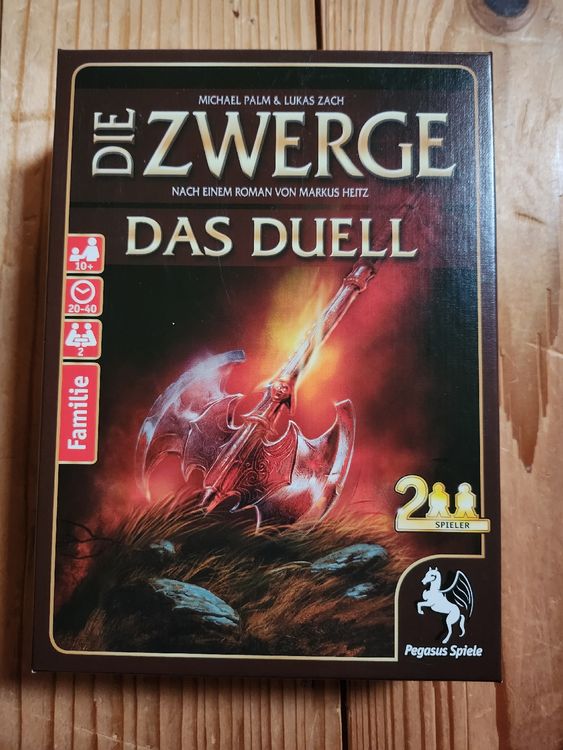 MICHAEL PALM & LUKAS ZACH
DIE ZWERGE
NACH EINEM ROMAN VON MARKUS HEITZ
DAS DUELL
10+
20-40
2
Familie
2
SPIELER
Pegasus Spiele